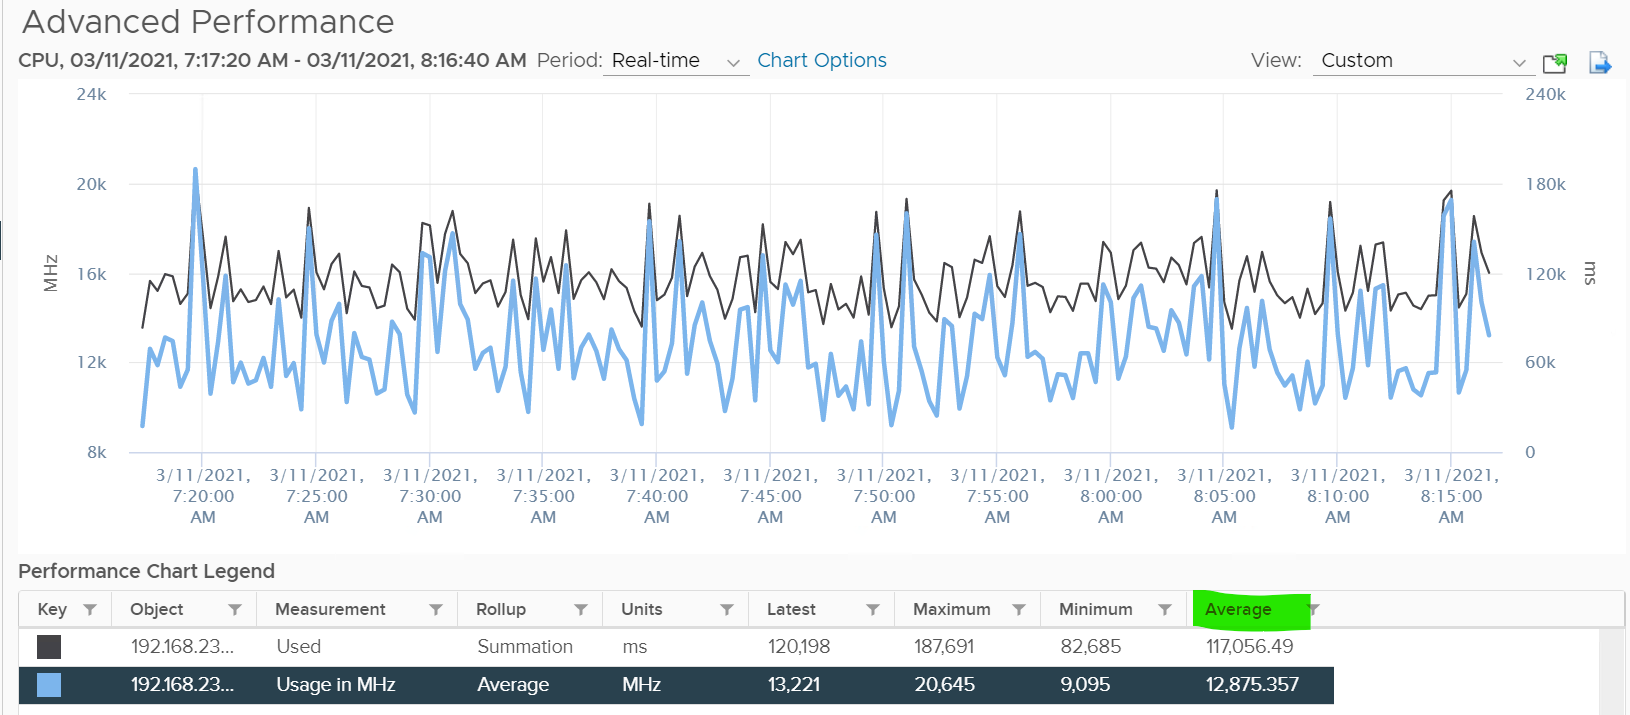 Advanced Performance
CPU, 03/11/2021, 7:17:20 AM - 03/11/2021, 8:16:40 AM Period: Real-time Chart Options View: Custom
24k 240k
20k 180k
16k 120k
12k 60k
8k 0
MHz
ms
3/11/2021, 3/11/2021, 3/11/2021, 3/11/2021, 3/11/2021, 3/11/2021, 3/11/2021, 3/11/2021, 3/11/2021, 3/11/2021, 3/11/2021, 3/11/2021,
7:20:00 7:25:00 7:30:00 7:35:00 7:40:00 7:45:00 7:50:00 7:55:00 8:00:00 8:05:00 8:10:00 8:15:00
AM AM AM AM AM AM AM AM AM AM AM AM
Performance Chart Legend
Key Object Measurement Rollup Units Latest Maximum Minimum Average
192.168.23... Used Summation ms 120,198 187,691 82,685 117,056.49
192.168.23... Usage in MHz Average MHz 13,221 20,645 9,095 12,875.357